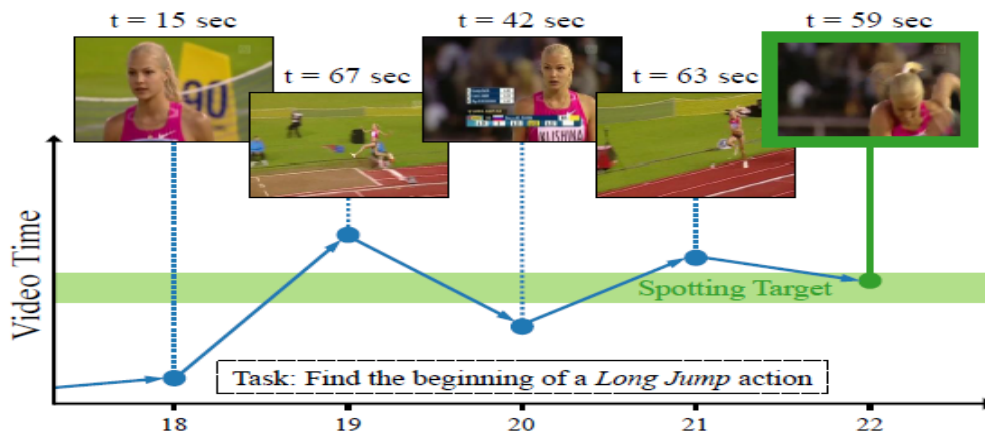 t = 15 sec
t = 42 sec
t = 59 sec
t = 67 sec
t = 63 sec
90
KLISHINA
Video Time
Spotting Target
Task: Find the beginning of a Long Jump action
18
19
20
21
22